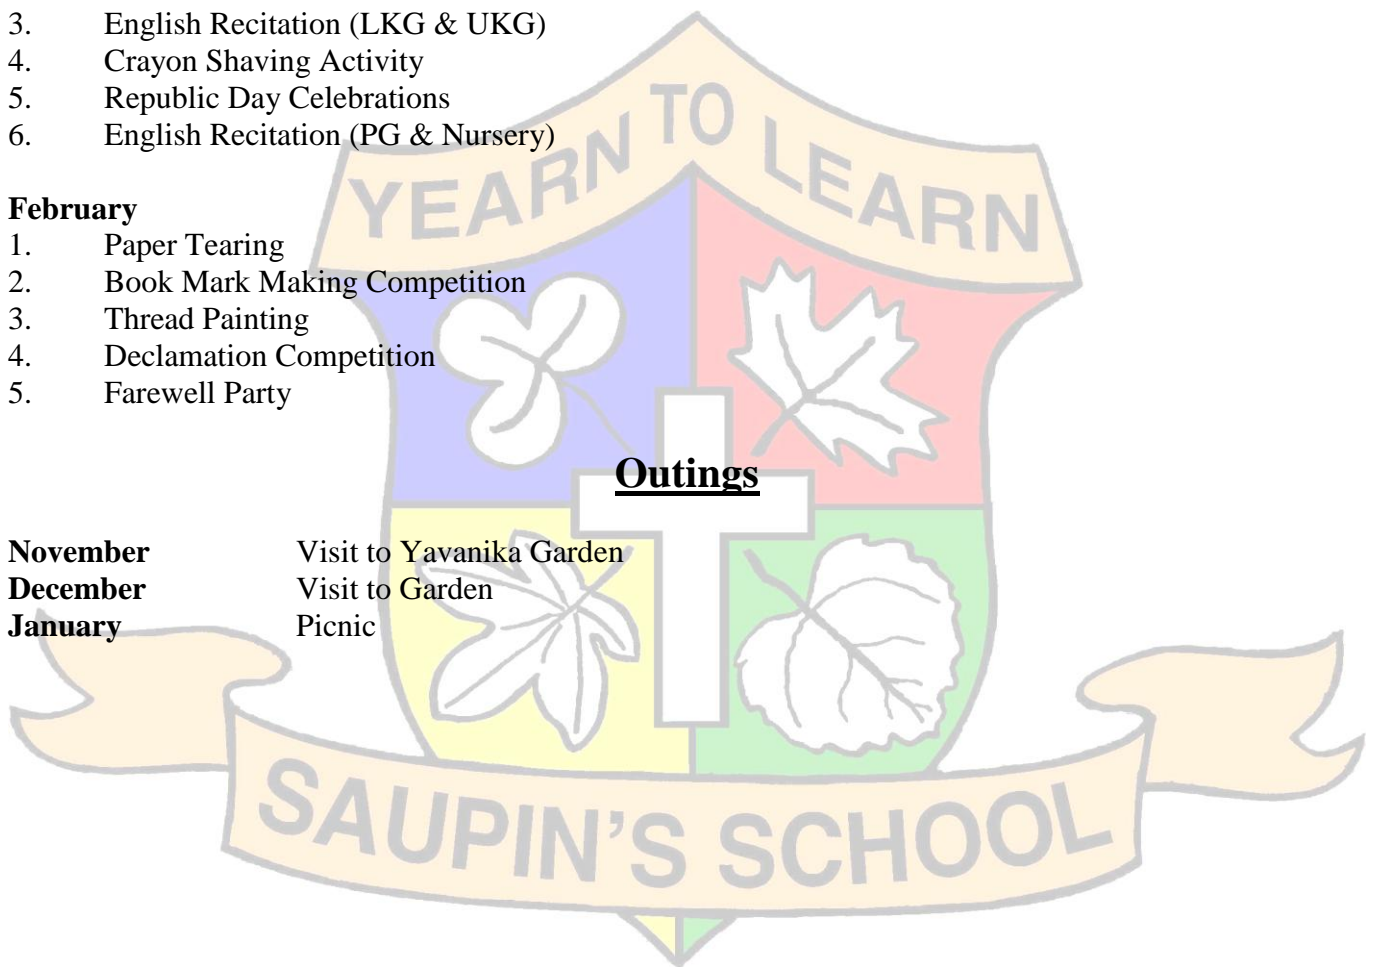 3. English Recitation (LKG & UKG)
4. Crayon Shaving Activity
5. Republic Day Celebrations
6. English Recitation (PG & Nursery)
February
1. Paper Tearing
2. Book Mark Making Competition
3. Thread Painting
4. Declamation Competition
5. Farewell Party
Outings
November Visit to Yavanika Garden
December Visit to Garden
January Picnic
YEARN TO LEARN
SAUPIN'S SCHOOL